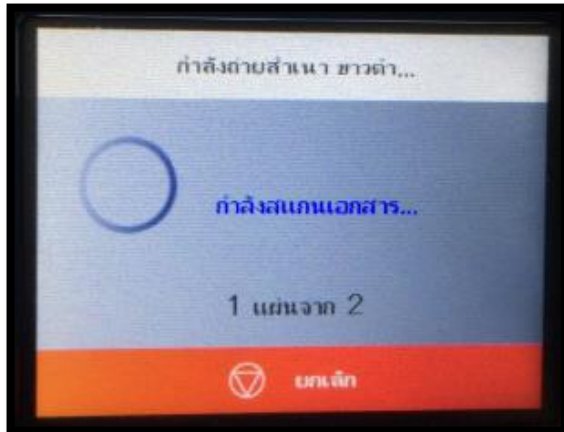 กำลังถ่ายสำเนา ขาวดำ...
กำลังสแกนเอกสาร...
1 แผ่นจาก 2
ยกเลิก